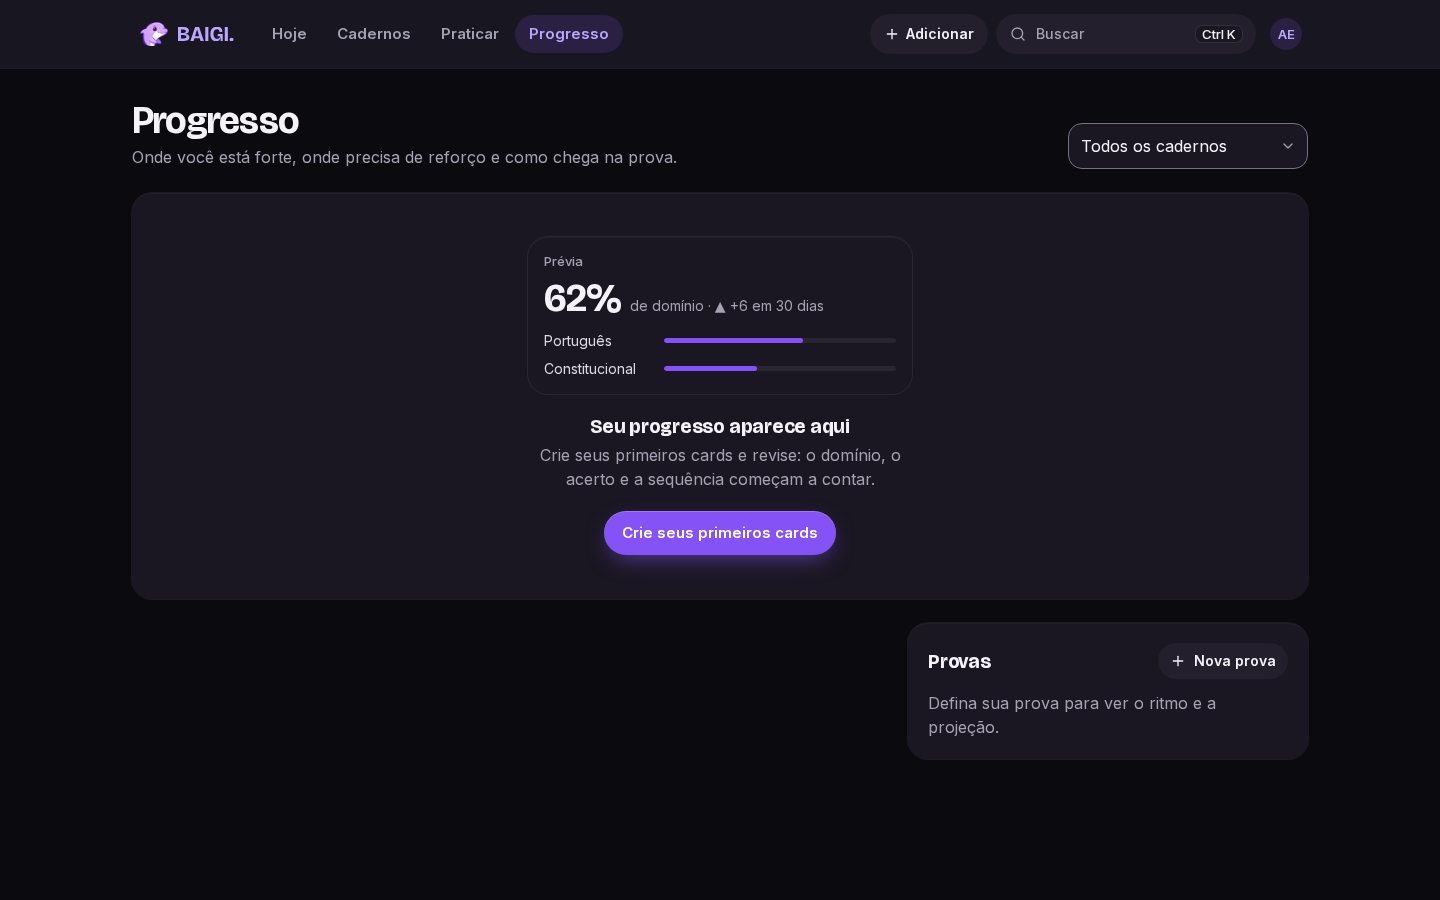 BAIGI.
Hoje
Cadernos
Praticar
Progresso
Adicionar
Buscar
Ctrl K
AE
Progresso
Onde você está forte, onde precisa de reforço e como chega na prova.
Todos os cadernos
Prévia
62% de domínio · ▲ +6 em 30 dias
Português
Constitucional
Seu progresso aparece aqui
Crie seus primeiros cards e revise: o domínio, o
acerto e a sequência começam a contar.
Crie seus primeiros cards
Provas
Nova prova
Defina sua prova para ver o ritmo e a
projeção.